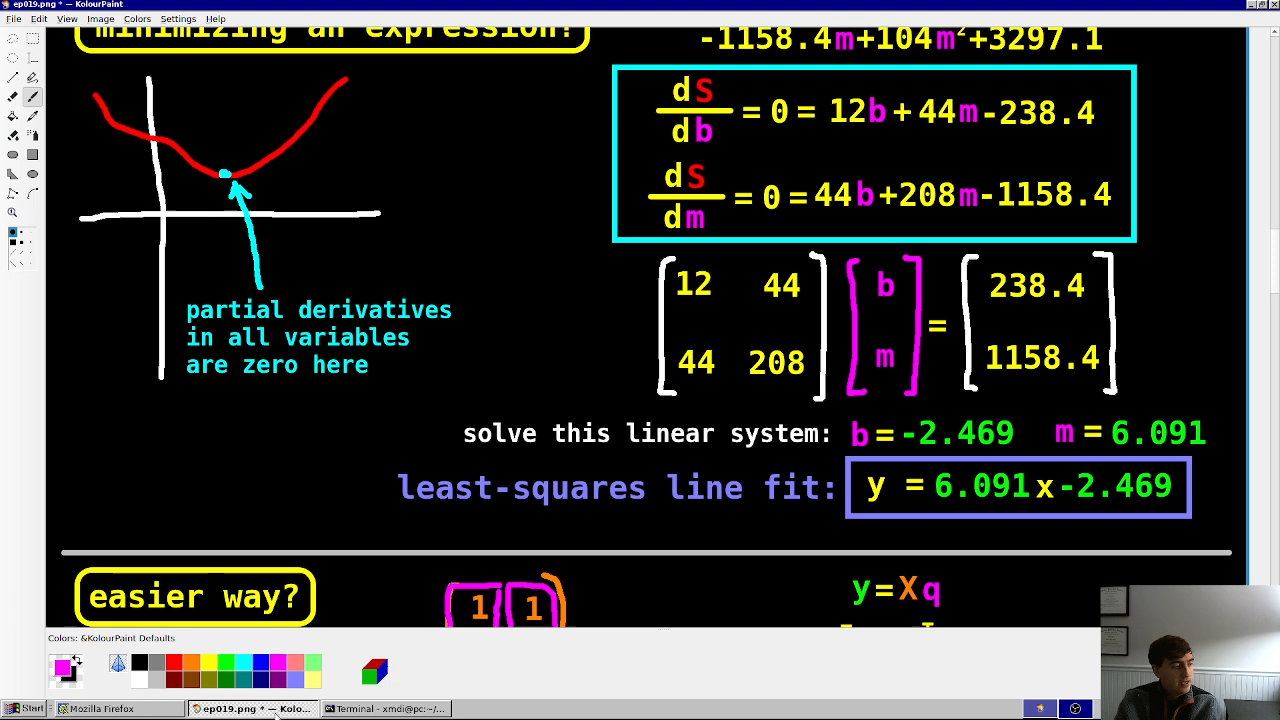 ep019.png * — KolourPaint
File Edit View Image Colors Settings Help
minimizing an expression!
-1158.4m+104m²+3297.1
dS/db = 0 = 12b + 44m - 238.4
dS/dm = 0 = 44b + 208m - 1158.4
partial derivatives
in all variables
are zero here
[12 44] [b] = [238.4]
[44 208] [m] [1158.4]
solve this linear system: b = -2.469 m = 6.091
least-squares line fit: y = 6.091x - 2.469
easier way?
1 1
y = Xq
Colors: &KolourPaint Defaults
Start Mozilla Firefox ep019.png * — Kolo... Terminal - xmdi@pc:~/...